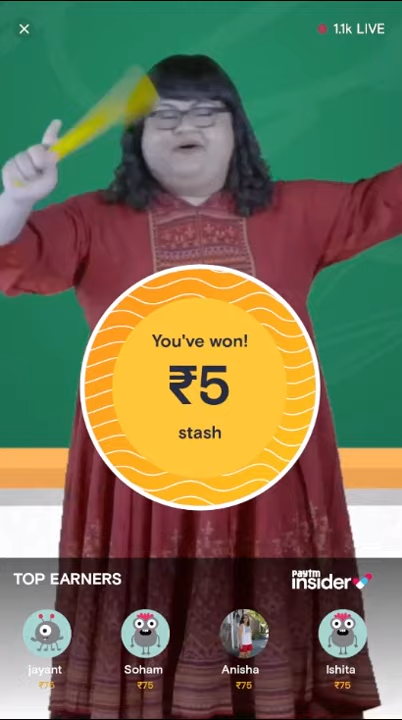 1.1k LIVE
You've won!
₹5
stash
TOP EARNERS
paytm
insider
jayant
Soham
Anisha
Ishita
₹75
₹75
₹75
₹75